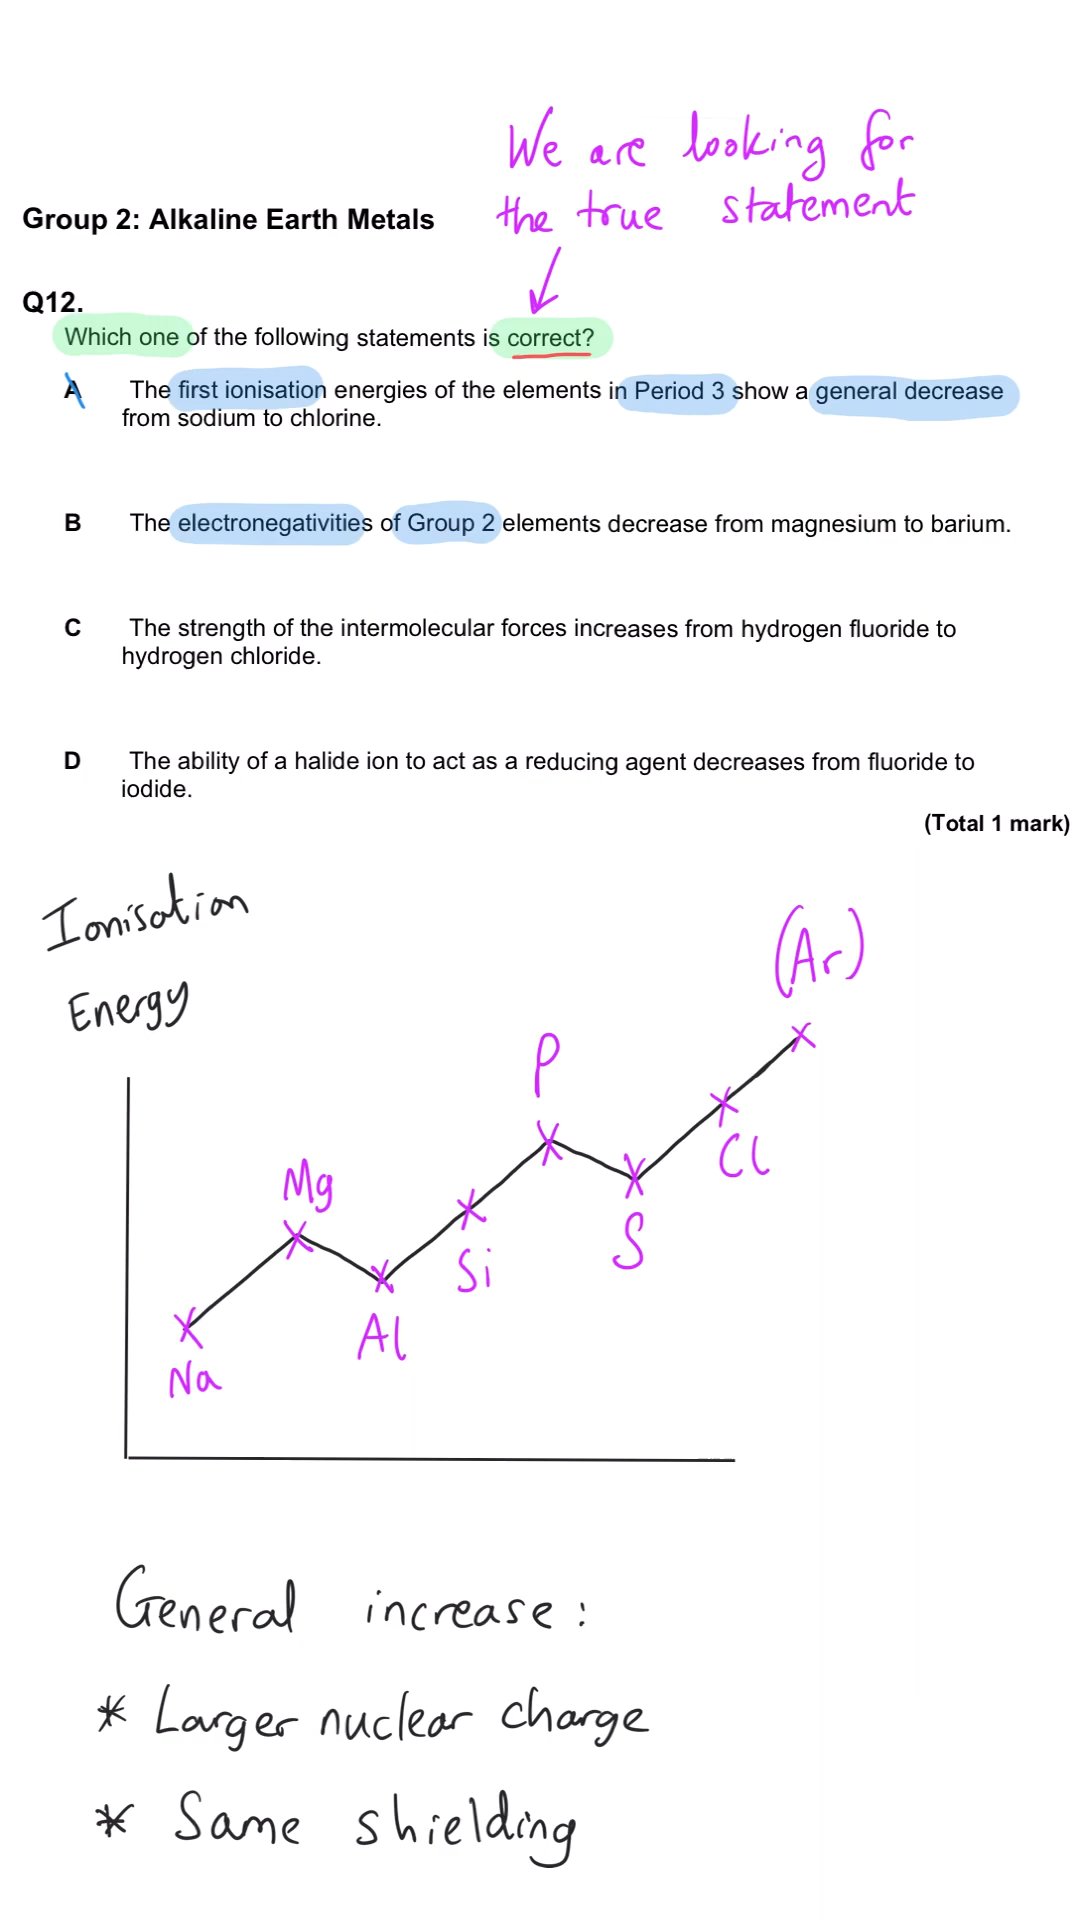 We are looking for
the true statement
Group 2: Alkaline Earth Metals
Q12.
Which one of the following statements is correct?
A The first ionisation energies of the elements in Period 3 show a general decrease
from sodium to chlorine.
B The electronegativities of Group 2 elements decrease from magnesium to barium.
C The strength of the intermolecular forces increases from hydrogen fluoride to
hydrogen chloride.
D The ability of a halide ion to act as a reducing agent decreases from fluoride to
iodide.
(Total 1 mark)
Ionisation
Energy
(Ar)
P
Cl
Mg
S
Si
Al
Na
General increase:
* Larger nuclear charge
* Same shielding